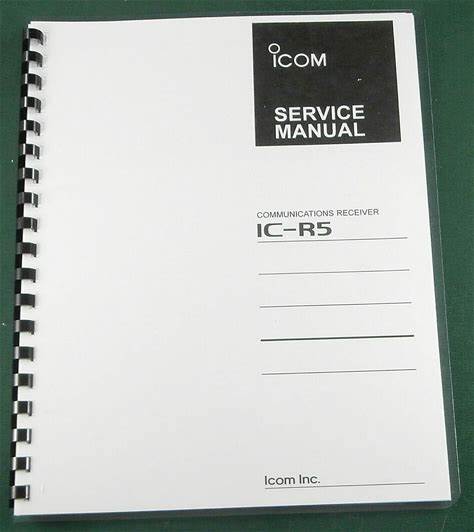 ICOM
SERVICE
MANUAL
COMMUNICATIONS RECEIVER
IC-R5
Icom Inc.